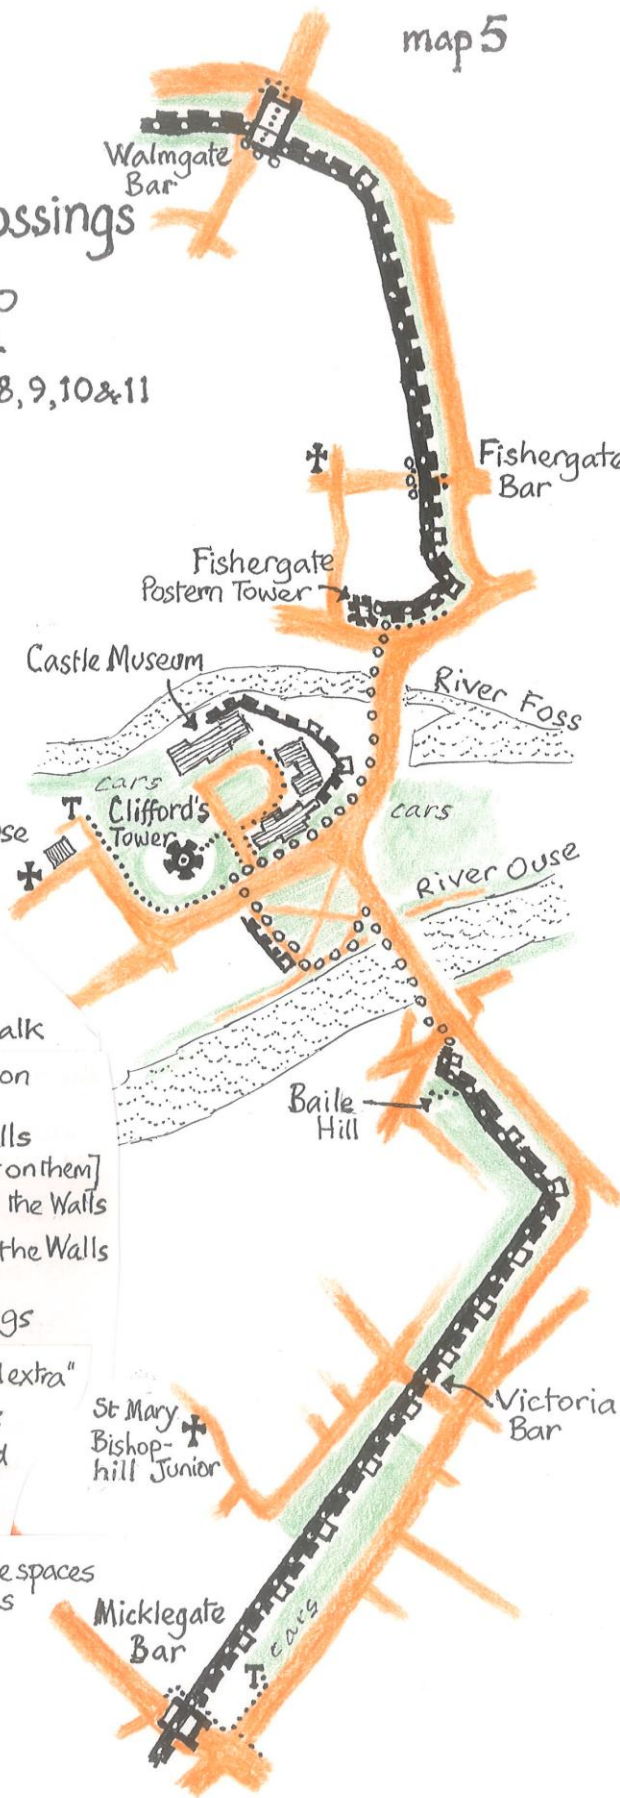 map 5
Walmgate
Bar
ossings
8, 9, 10 & 11
Fishergate
Bar
Fishergate
Postern Tower
Castle Museum
River Foss
cars
T
Clifford's
Tower
cars
se
River Ouse
alk
on
lls
r on them]
the Walls
the Walls
gs
l extra"
d
Baile
Hill
Victoria
Bar
St Mary
Bishop-
hill Junior
e spaces
s
Micklegate
Bar
cars
T